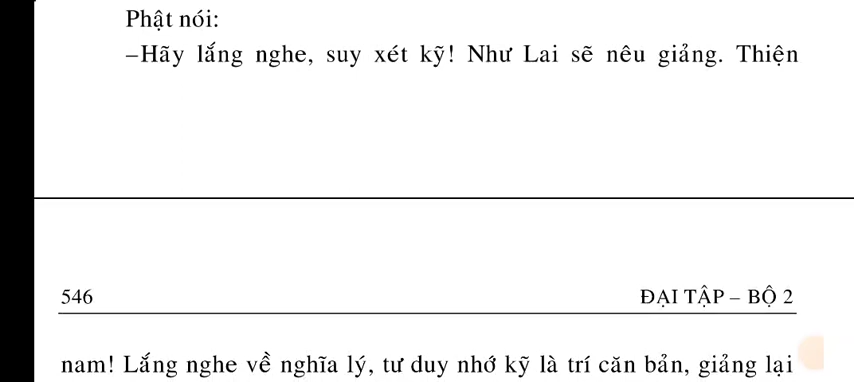 Phật nói:
–Hãy lắng nghe, suy xét kỹ! Như Lai sẽ nêu giảng. Thiện
546 ĐẠI TẬP – BỘ 2
nam! Lắng nghe về nghĩa lý, tư duy nhớ kỹ là trí căn bản, giảng lại